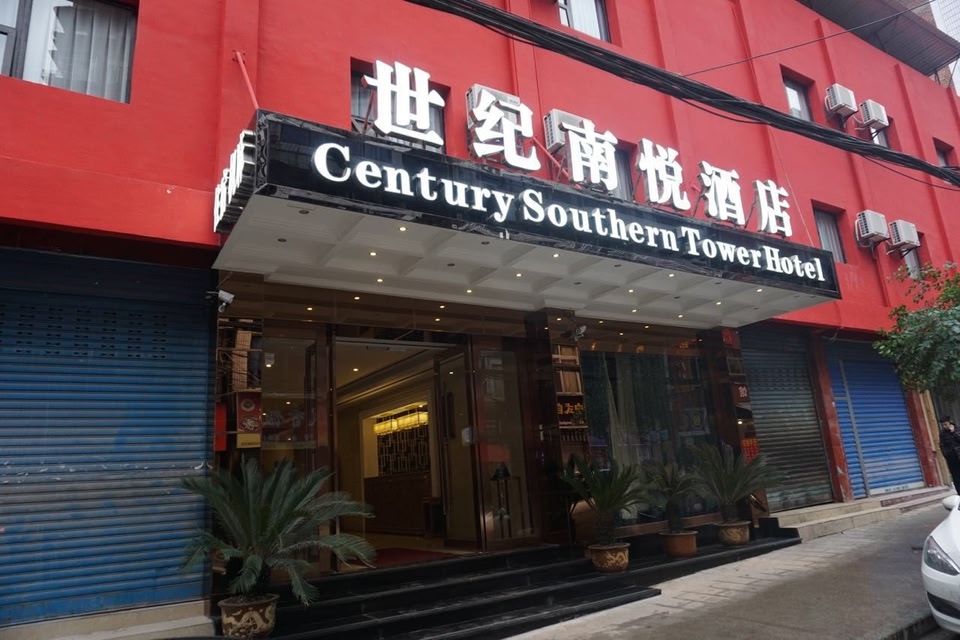 世纪南悦酒店
Century Southern Tower Hotel